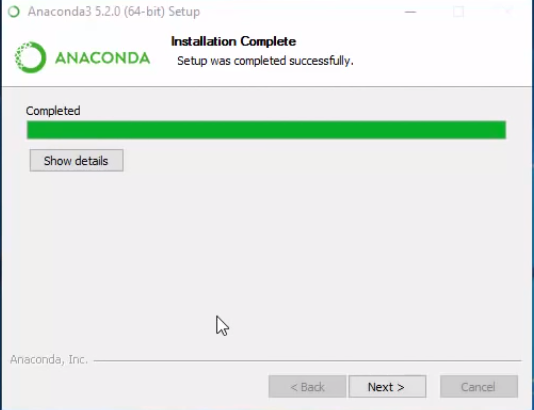 Anaconda3 5.2.0 (64-bit) Setup
Installation Complete
Setup was completed successfully.
ANACONDA
Completed
Show details
Anaconda, Inc.
< Back
Next >
Cancel